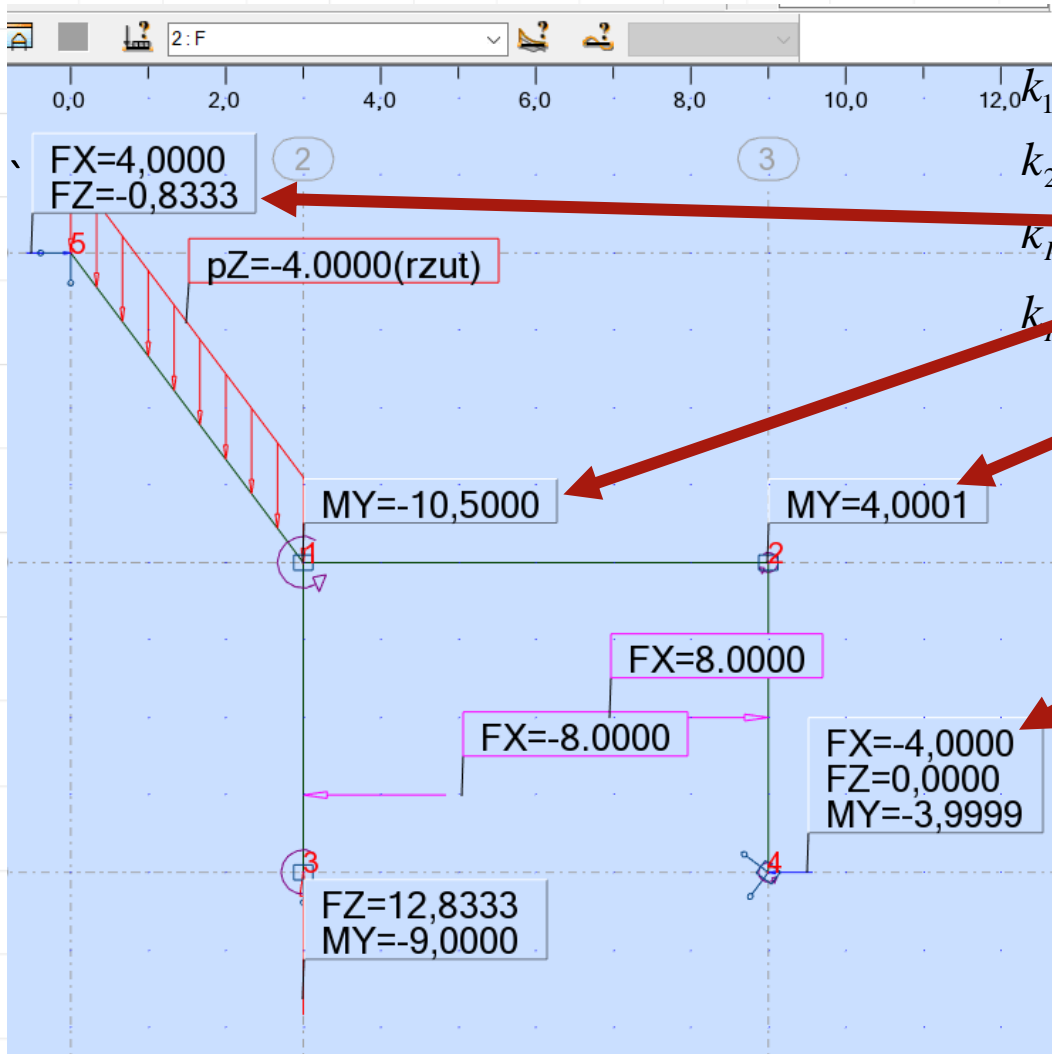 2 : F
0,0 2,0 4,0 6,0 8,0 10,0 12,0
k1
k2
FX=4,0000
FZ=-0,8333
2
3
5
pZ=-4.0000(rzut)
MY=-10,5000
MY=4,0001
1
2
FX=8.0000
FX=-8.0000
FX=-4,0000
FZ=0,0000
MY=-3,9999
3
4
FZ=12,8333
MY=-9,0000